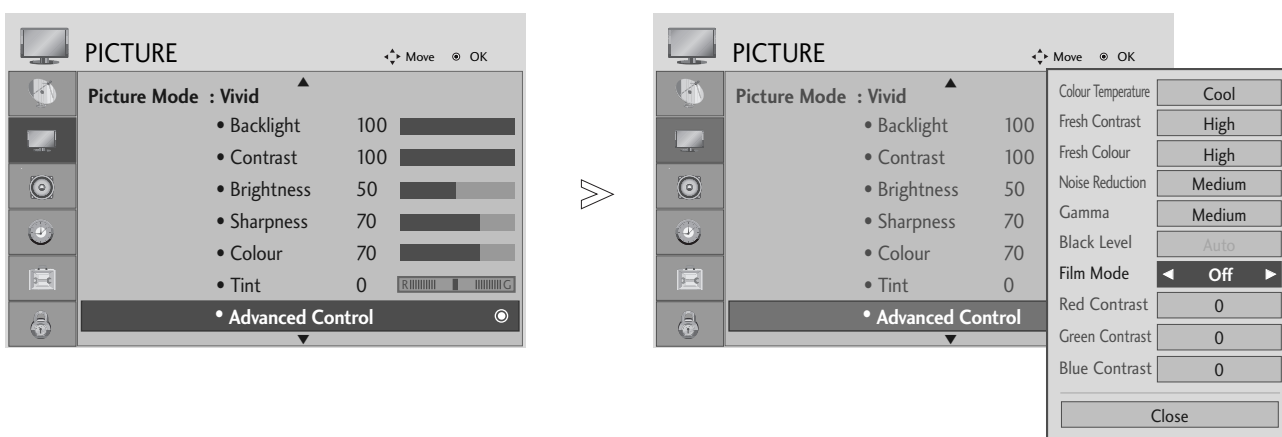 PICTURE
Move OK
Picture Mode : Vivid
• Backlight 100
• Contrast 100
• Brightness 50
• Sharpness 70
• Colour 70
• Tint 0 R G
• Advanced Control
PICTURE
Move OK
Picture Mode : Vivid
• Backlight 100
• Contrast 100
• Brightness 50
• Sharpness 70
• Colour 70
• Tint 0
• Advanced Control
Colour Temperature Cool
Fresh Contrast High
Fresh Colour High
Noise Reduction Medium
Gamma Medium
Black Level Auto
Film Mode ◄ Off ►
Red Contrast 0
Green Contrast 0
Blue Contrast 0
Close